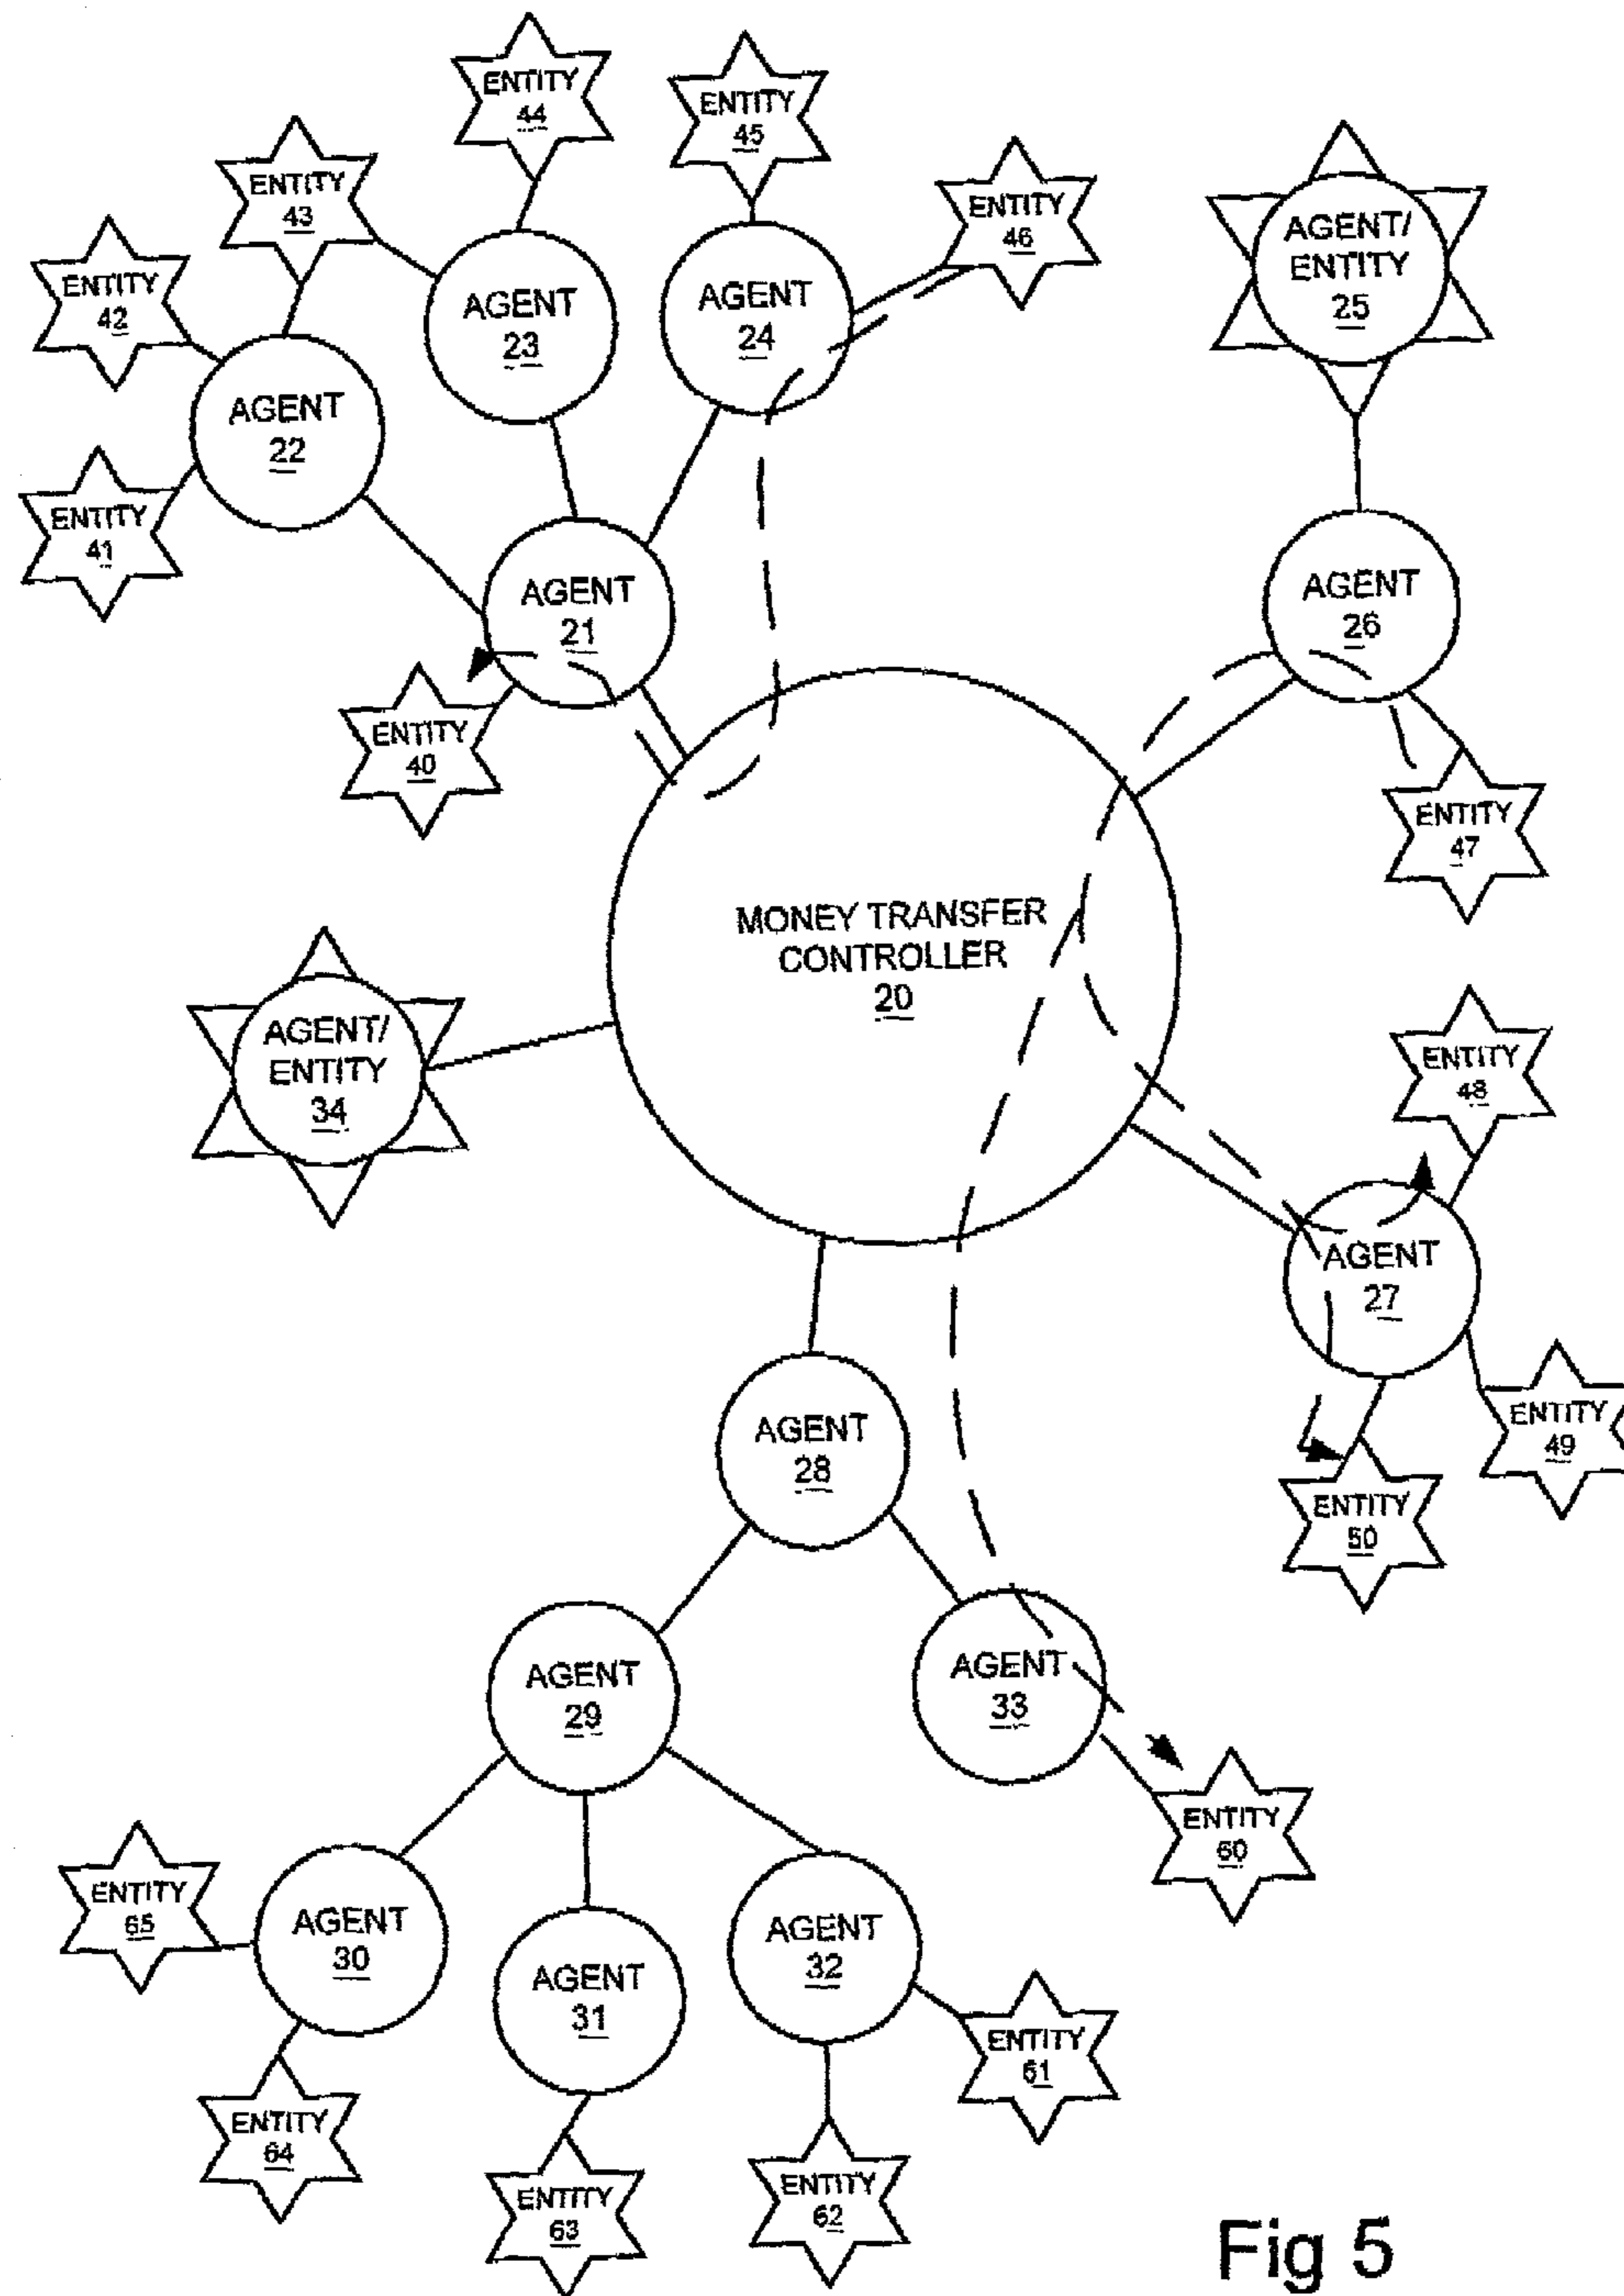 ENTITY
44
ENTITY
45
ENTITY
43
ENTITY
46
ENTITY
42
AGENT/
ENTITY
25
AGENT
23
AGENT
24
AGENT
22
ENTITY
41
AGENT
21
AGENT
26
ENTITY
40
ENTITY
47
MONEY TRANSFER
CONTROLLER
20
AGENT/
ENTITY
34
ENTITY
48
AGENT
27
ENTITY
49
AGENT
28
ENTITY
50
AGENT
29
AGENT
33
ENTITY
60
ENTITY
65
AGENT
30
AGENT
31
AGENT
32
ENTITY
61
ENTITY
64
ENTITY
63
ENTITY
62
Fig 5